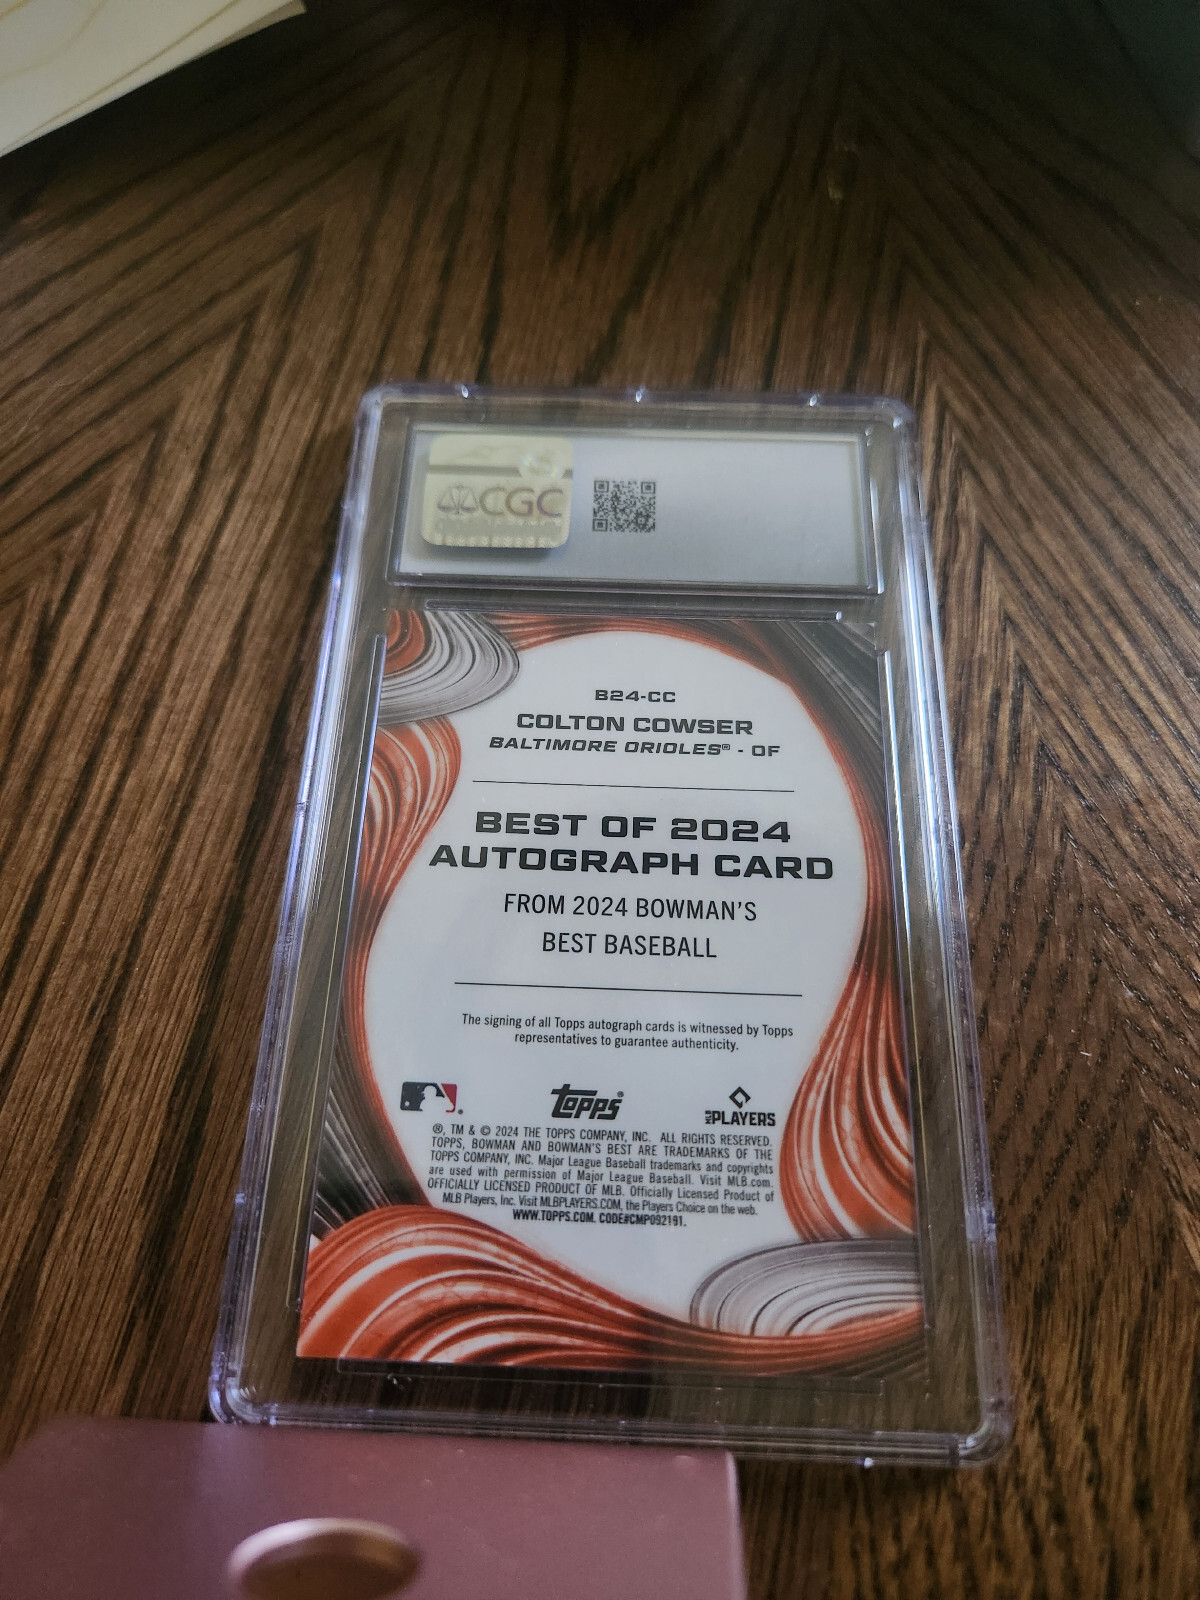 CGC
B24-CC
COLTON COWSER
BALTIMORE ORIOLES® - OF
BEST OF 2024
AUTOGRAPH CARD
FROM 2024 BOWMAN'S
BEST BASEBALL
The signing of all Topps autograph cards is witnessed by Topps
representatives to guarantee authenticity.
topps®
MLB PLAYERS
®, TM & © 2024 THE TOPPS COMPANY, INC. ALL RIGHTS RESERVED.
TOPPS, BOWMAN AND BOWMAN'S BEST ARE TRADEMARKS OF THE
TOPPS COMPANY, INC. Major League Baseball trademarks and copyrights
are used with permission of Major League Baseball. Visit MLB.com.
OFFICIALLY LICENSED PRODUCT OF MLB. Officially Licensed Product of
MLB Players, Inc. Visit MLBPLAYERS.COM, the Players Choice on the web.
WWW.TOPPS.COM. CODE#CMP092191.